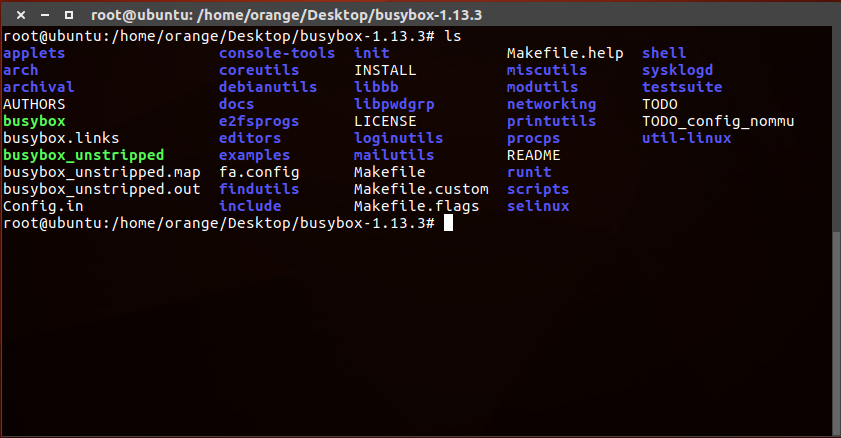 root@ubuntu: /home/orange/Desktop/busybox-1.13.3
root@ubuntu:/home/orange/Desktop/busybox-1.13.3# ls
applets console-tools init Makefile.help shell
arch coreutils INSTALL miscutils sysklogd
archival debianutils libbb modutils testsuite
AUTHORS docs libpwdgrp networking TODO
busybox e2fsprogs LICENSE printutils TODO_config_nommu
busybox.links editors loginutils procps util-linux
busybox_unstripped examples mailutils README
busybox_unstripped.map fa.config Makefile runit
busybox_unstripped.out findutils Makefile.custom scripts
Config.in include Makefile.flags selinux
root@ubuntu:/home/orange/Desktop/busybox-1.13.3#